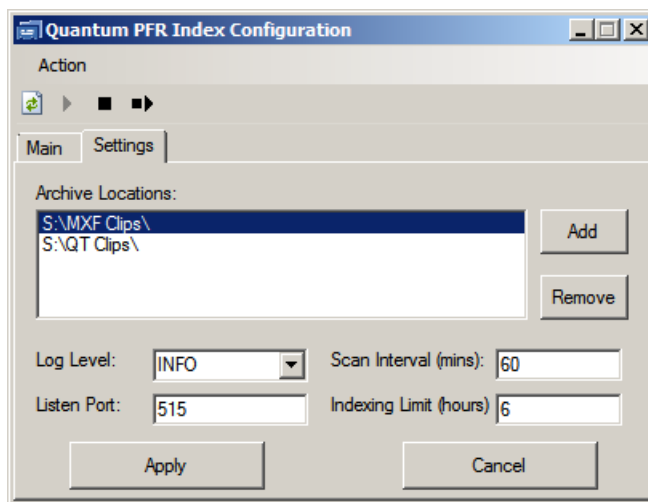 Quantum PFR Index Configuration
Action
Main Settings
Archive Locations:
S:\MXF Clips\
S:\QT Clips\
Add
Remove
Log Level: INFO Scan Interval (mins): 60
Listen Port: 515 Indexing Limit (hours) 6
Apply Cancel